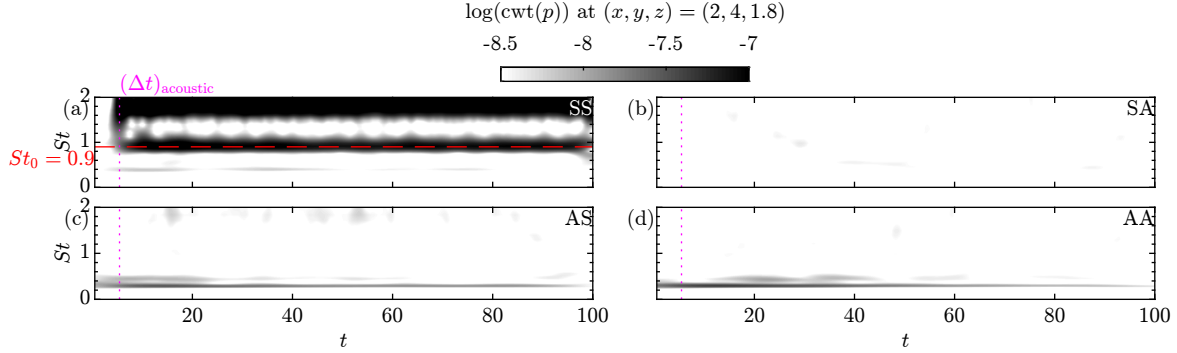 log(cwt(p)) at (x, y, z) = (2, 4, 1.8)
-8.5 -8 -7.5 -7
(Δt)acoustic
2 (a) SS (b) SA
St 1
St₀ = 0.9
0
2 (c) AS (d) AA
St 1
0
20 40 60 80 100 20 40 60 80 100
t t